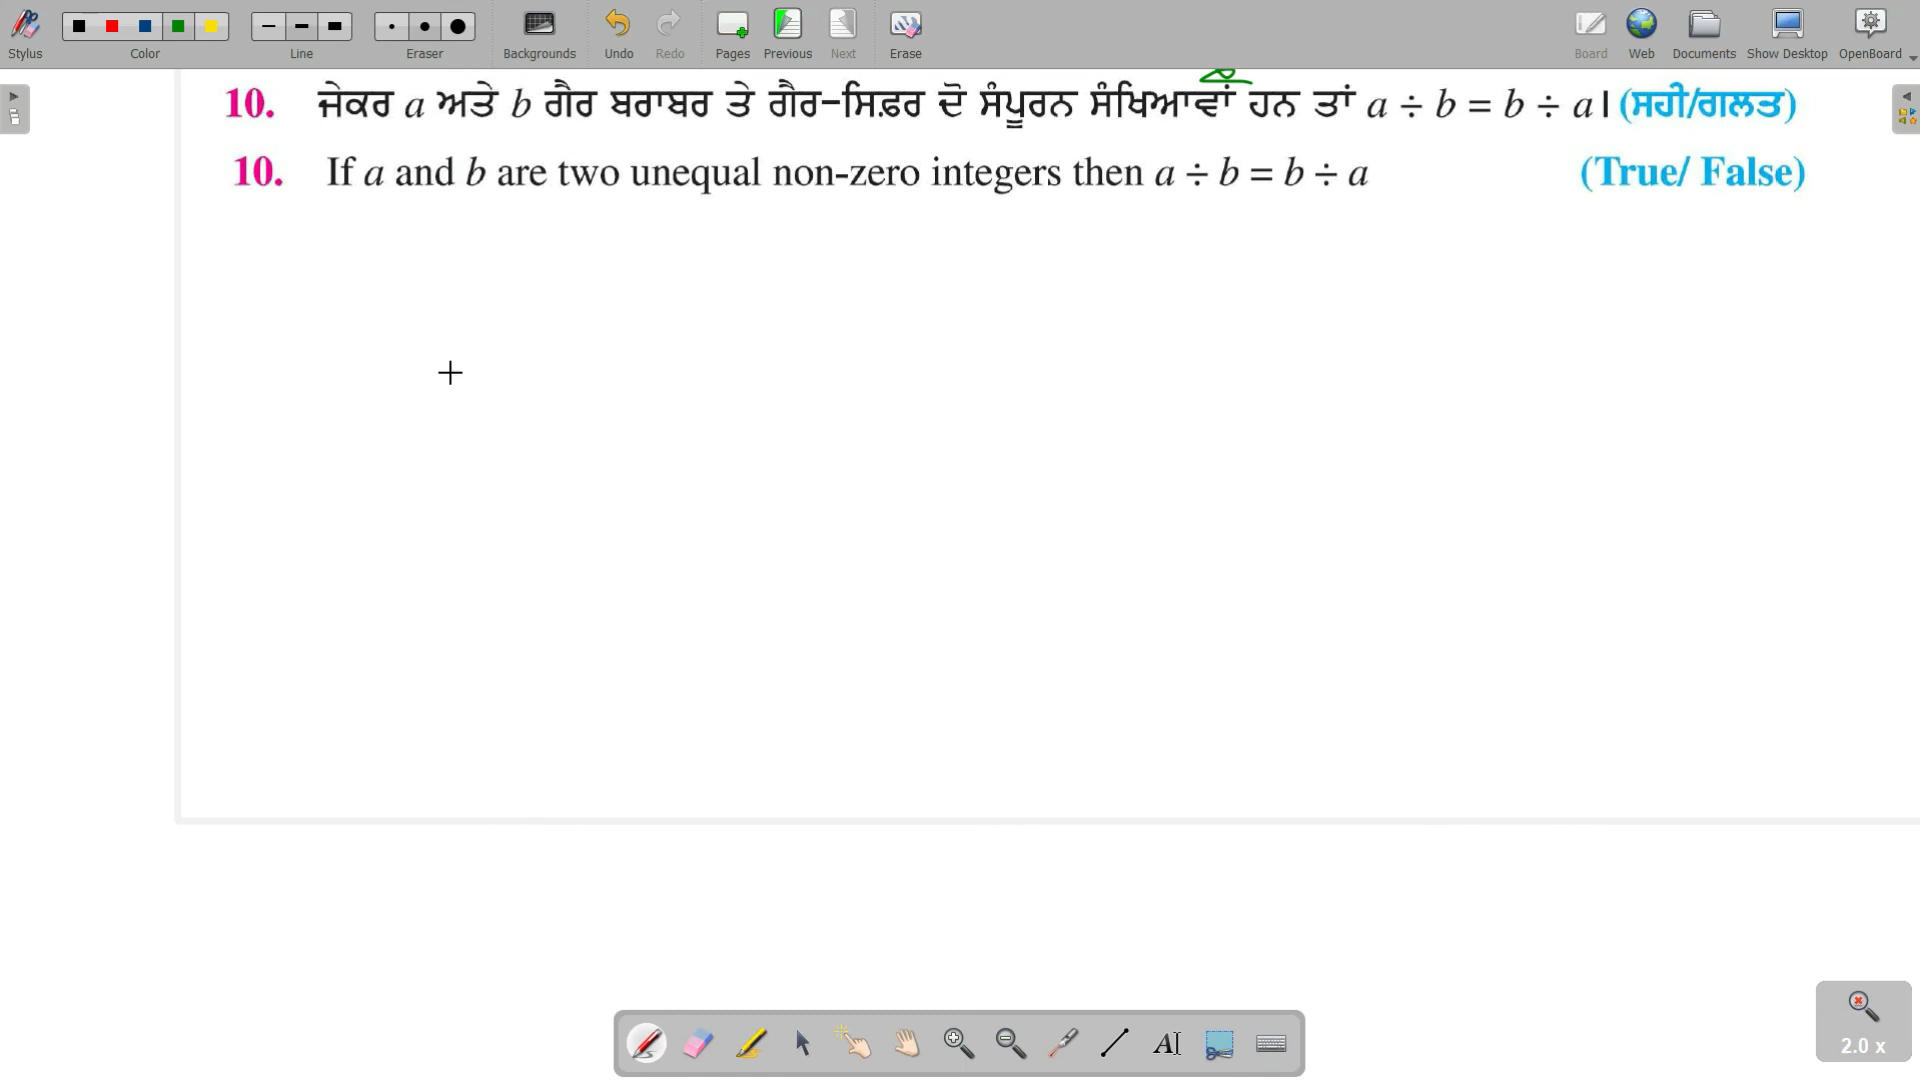 Stylus Color Line Eraser Backgrounds Undo Redo Pages Previous Next Erase Board Web Documents Show Desktop OpenBoard
10. ਜੇਕਰ a ਅਤੇ b ਗੈਰ ਬਰਾਬਰ ਤੇ ਗੈਰ-ਸਿਫ਼ਰ ਦੋ ਸੰਪੂਰਨ ਸੰਖਿਆਵਾਂ ਹਨ ਤਾਂ a ÷ b = b ÷ a। (ਸਹੀ/ਗਲਤ)
10. If a and b are two unequal non-zero integers then a ÷ b = b ÷ a (True/ False)
2.0 x